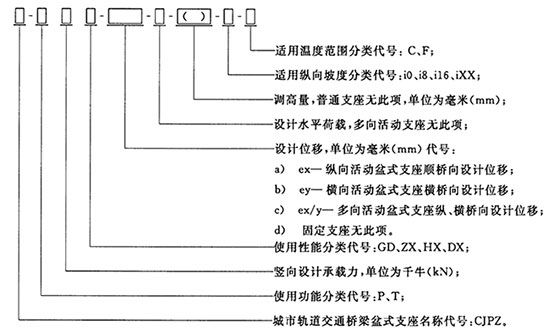 ( )
适用温度范围分类代号: C、F;
适用纵向坡度分类代号: i0、i8、i16、iXX;
调高量,普通支座无此项,单位为毫米(mm);
设计水平荷载,多向活动支座无此项;
设计位移,单位为毫米(mm)代号:
a) ex—纵向活动盆式支座顺桥向设计位移;
b) ey—横向活动盆式支座横桥向设计位移;
c) ex/y—多向活动盆式支座纵、横桥向设计位移;
d) 固定支座无此项。
使用性能分类代号:GD、ZX、HX、DX;
竖向设计承载力,单位为千牛(kN);
使用功能分类代号:P、T;
城市轨道交通桥梁盆式支座名称代号:CJPZ。